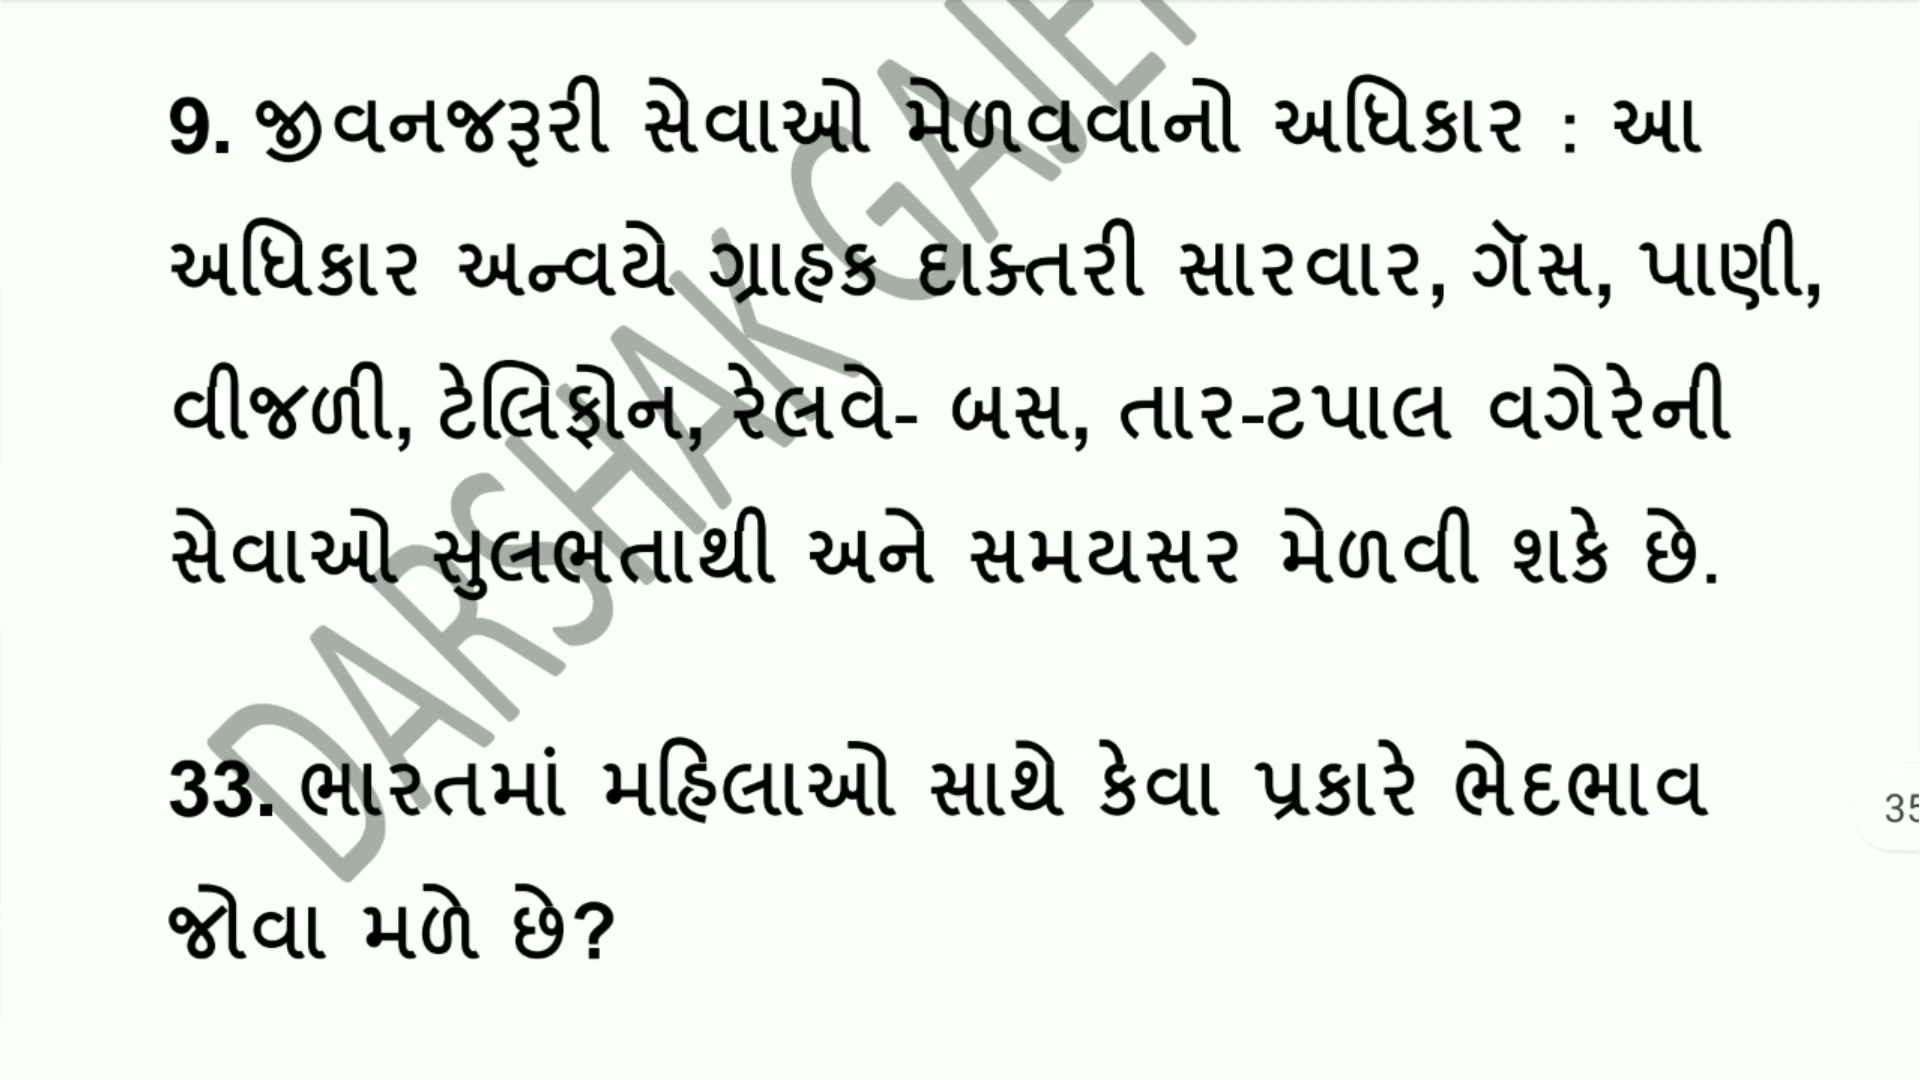 9. જીવનજરૂરી સેવાઓ મેળવવાનો અધિકાર : આ
અધિકાર અન્વયે ગ્રાહક દાક્તરી સારવાર, ગૅસ, પાણી,
વીજળી, ટેલિફોન, રેલવે- બસ, તાર-ટપાલ વગેરેની
સેવાઓ સુલભતાથી અને સમયસર મેળવી શકે છે.
33. ભારતમાં મહિલાઓ સાથે કેવા પ્રકારે ભેદભાવ
જોવા મળે છે?
35
DARSHAK